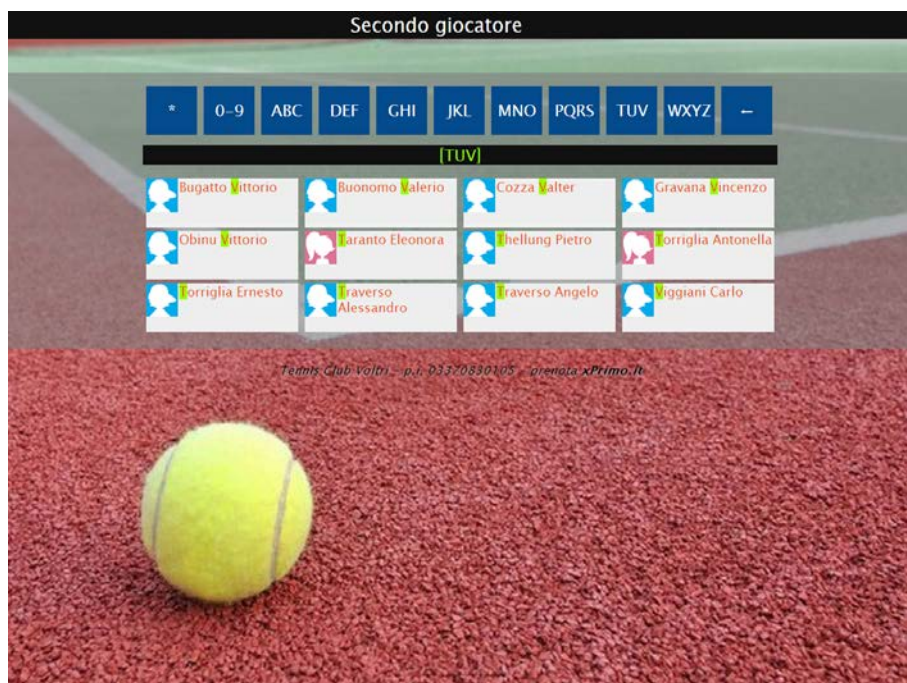 Secondo giocatore
* 0-9 ABC DEF GHI JKL MNO PQRS TUV WXYZ ←
[TUV]
Bugatto Vittorio
Buonomo Valerio
Cozza Valter
Gravana Vincenzo
Obinu Vittorio
Taranto Eleonora
Thellung Pietro
Torriglia Antonella
Torriglia Ernesto
Traverso
Alessandro
Traverso Angelo
Viggiani Carlo
Tennis Club Voltri - p.i. 03370830105 - prenota xPrimo.it